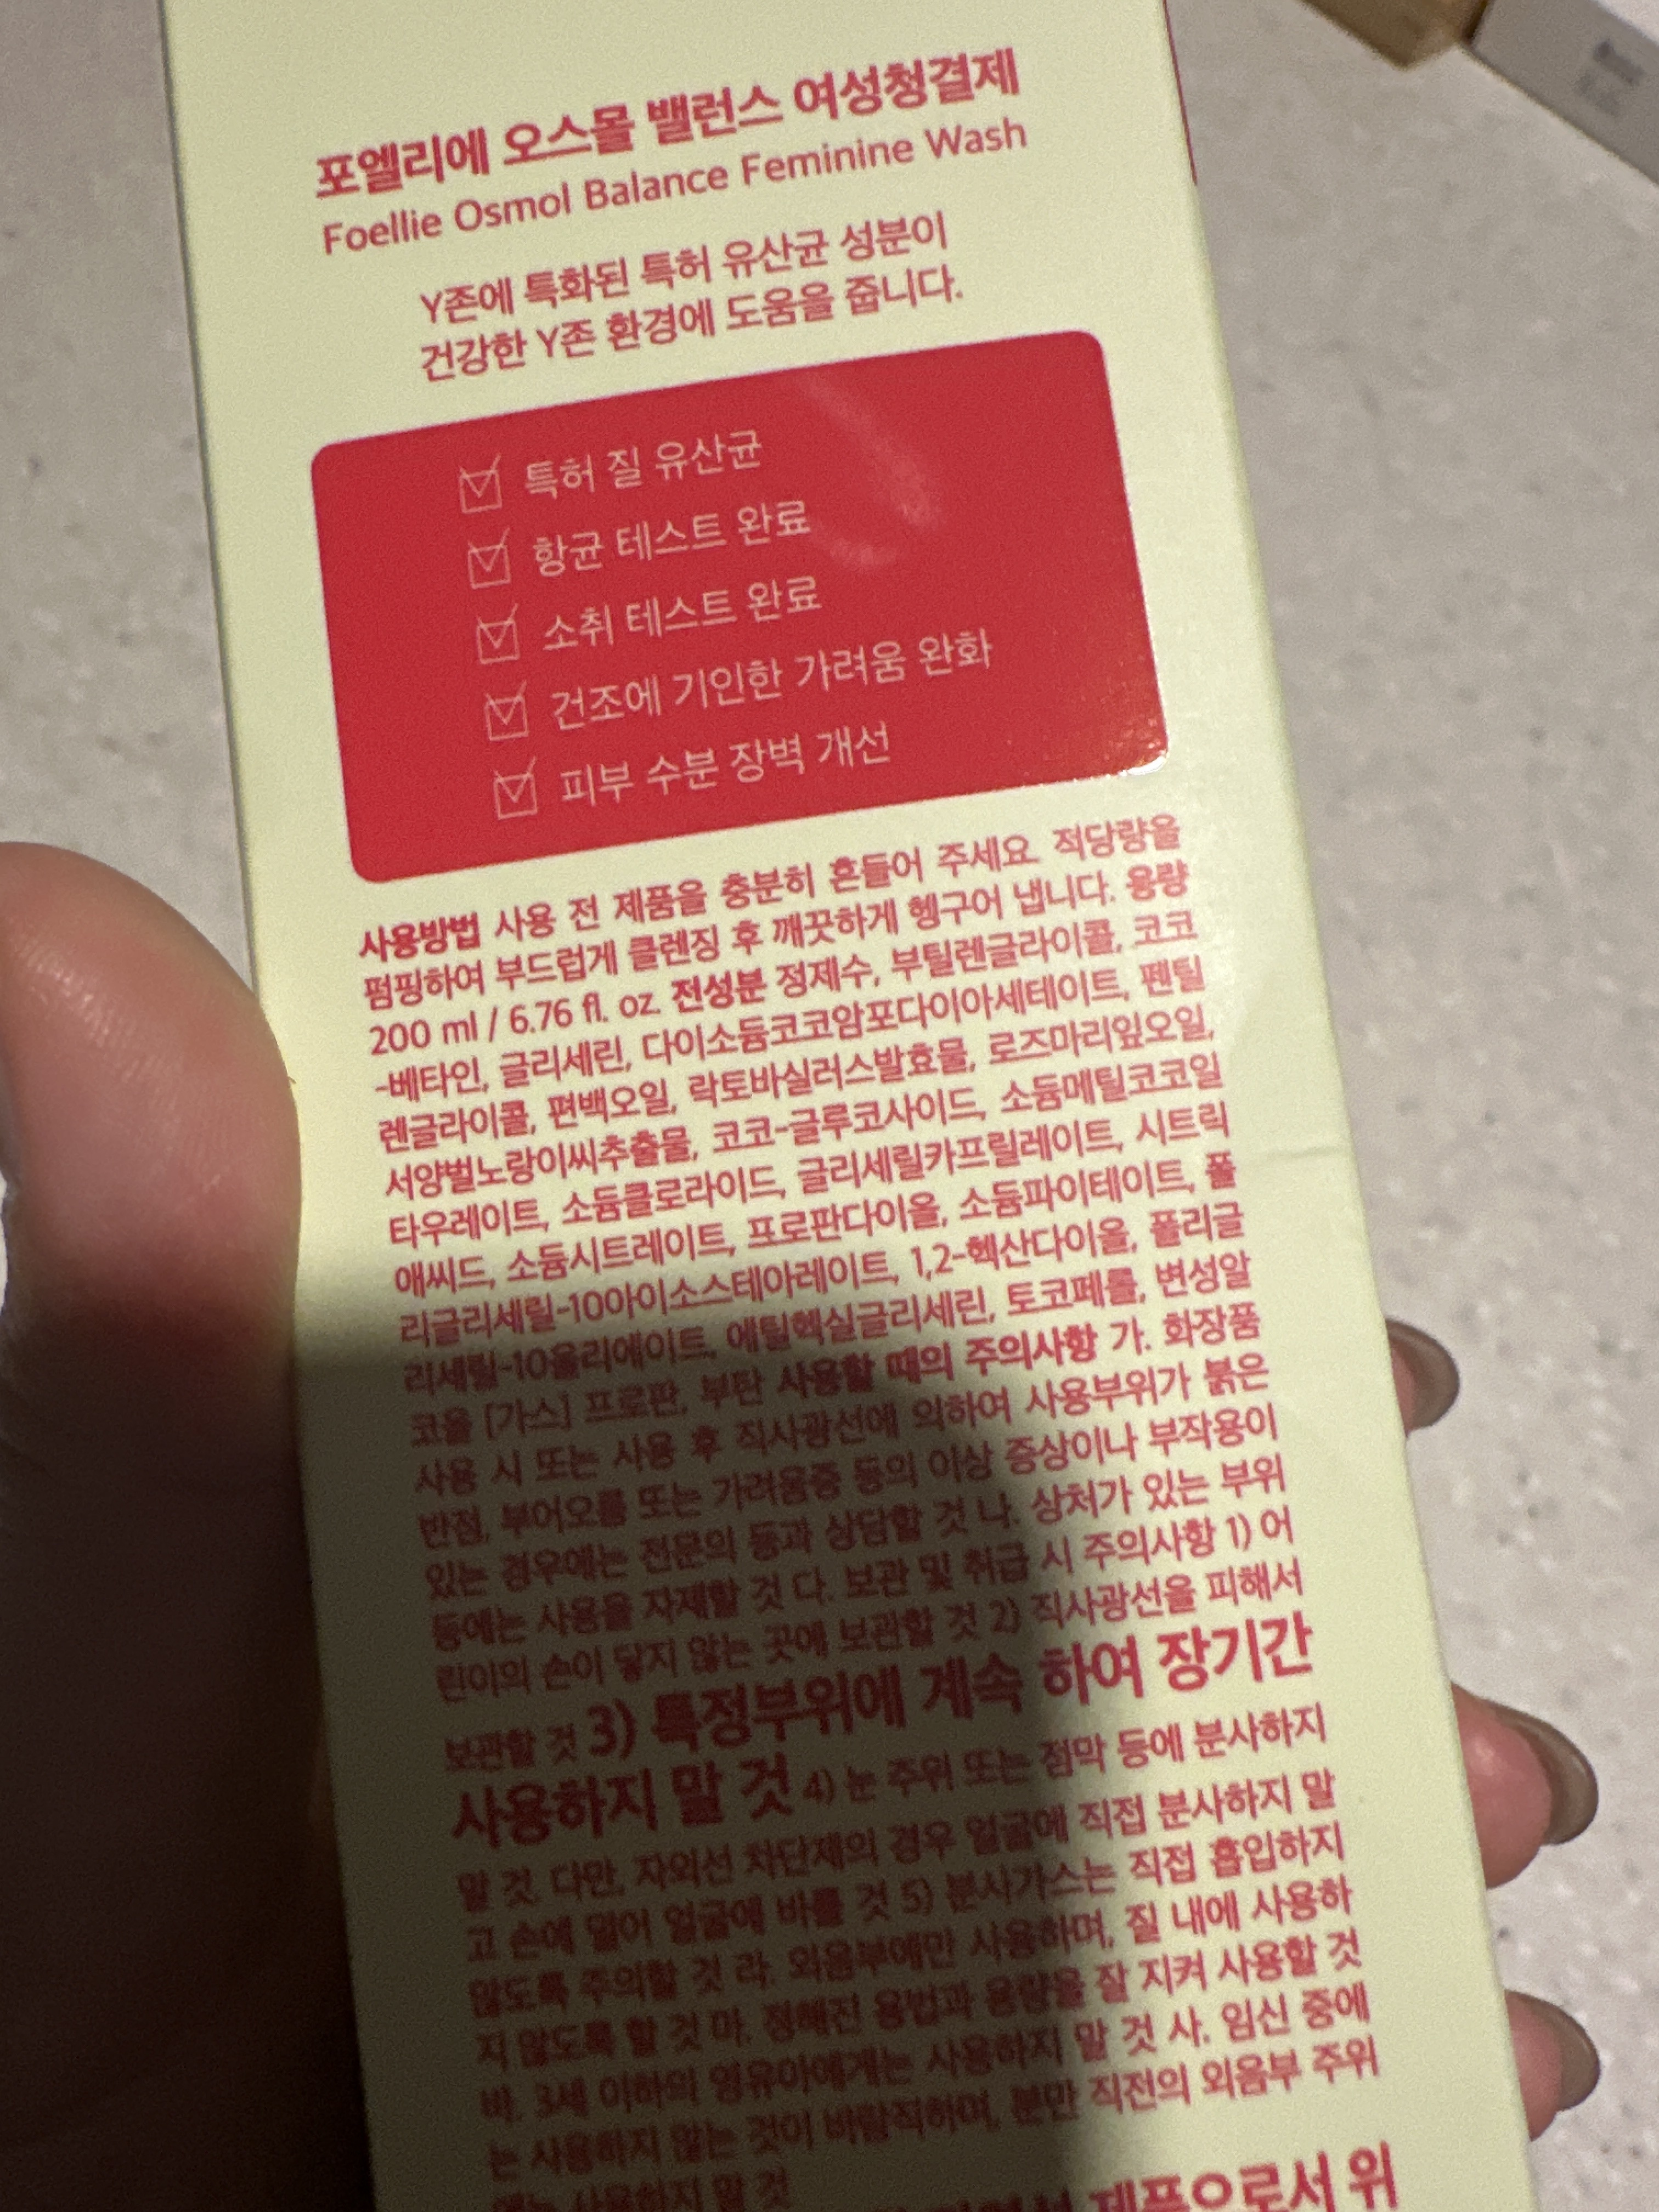 포엘리에 오스몰 밸런스 여성청결제
Foellie Osmol Balance Feminine Wash
Y존에 특화된 특허 유산균 성분이
건강한 Y존 환경에 도움을 줍니다.
특허 질 유산균
항균 테스트 완료
소취 테스트 완료
건조에 기인한 가려움 완화
피부 수분 장벽 개선
사용방법 사용 전 제품을 충분히 흔들어 주세요. 적당량을
펌핑하여 부드럽게 클렌징 후 깨끗하게 헹구어 냅니다. 용량
200 ml / 6.76 fl. oz. 전성분 정제수, 부틸렌글라이콜, 코코
-베타인, 글리세린, 다이소듐코코암포다이아세테이트, 펜틸
렌글라이콜, 편백오일, 락토바실러스발효물, 로즈마리잎오일,
서양벌노랑이씨추출물, 코코-글루코사이드, 소듐메틸코코일
타우레이트, 소듐클로라이드, 글리세릴카프릴레이트, 시트릭
애씨드, 소듐시트레이트, 프로판다이올, 소듐파이테이트, 폴
리글리세릴-10아이소스테아레이트, 1,2-헥산다이올, 폴리글
리세릴-10올리에이트, 에틸헥실글리세린, 토코페롤, 변성알
코올 [가스] 프로판, 부탄 사용할 때의 주의사항 가. 화장품
사용 시 또는 사용 후 직사광선에 의하여 사용부위가 붉은
반점, 부어오름 또는 가려움증 등의 이상 증상이나 부작용이
있는 경우에는 전문의 등과 상담할 것 나. 상처가 있는 부위
등에는 사용을 자제할 것 다. 보관 및 취급 시 주의사항 1) 어
린이의 손이 닿지 않는 곳에 보관할 것 2) 직사광선을 피해서
보관할 것 3) 특정부위에 계속 하여 장기간
사용하지 말 것 4) 눈 주위 또는 점막 등에 분사하지
말 것. 다만, 자외선 차단제의 경우 얼굴에 직접 분사하지 말
고 손에 덜어 얼굴에 바를 것 5) 분사가스는 직접 흡입하지
않도록 주의할 것 라. 외음부에만 사용하며, 질 내에 사용하
지 않도록 할 것 마. 정해진 용법과 용량을 잘 지켜 사용할 것
바. 3세 이하의 영유아에게는 사용하지 말 것 사. 임신 중에
는 사용하지 않는 것이 바람직하며, 분만 직전의 외음부 주위
에는 사용하지 말 것
제품으로서 위